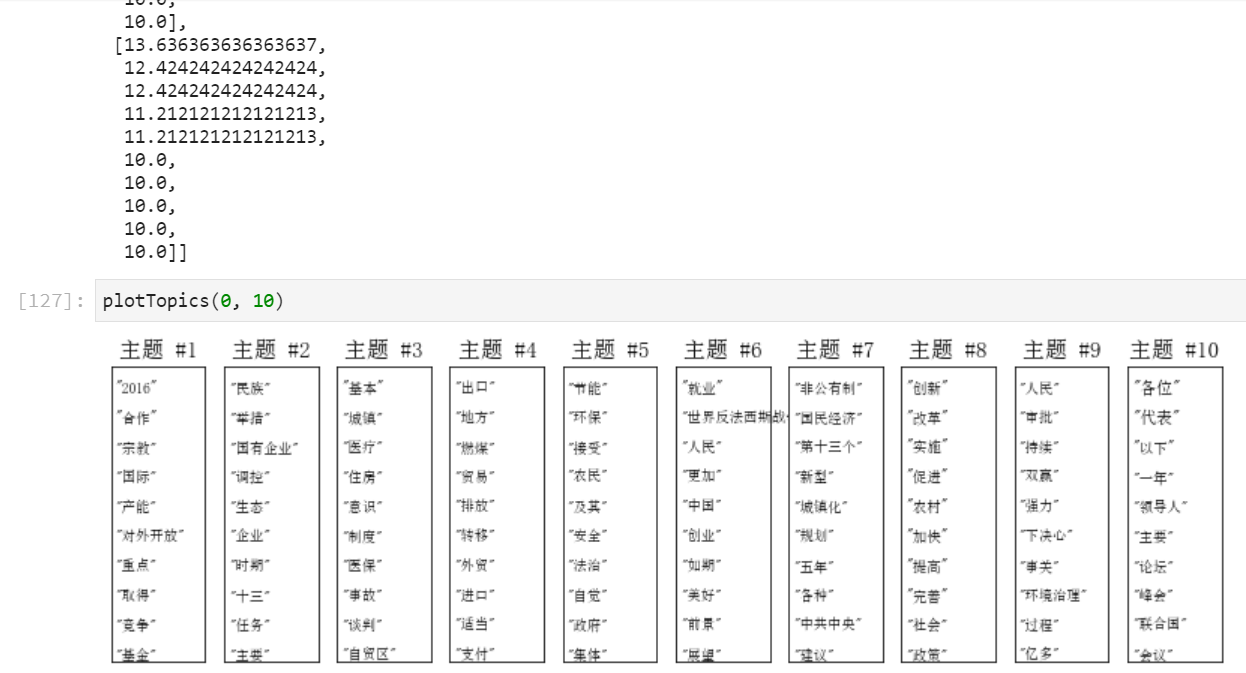 10.0],
[13.636363636363637,
12.424242424242424,
12.424242424242424,
11.212121212121213,
11.212121212121213,
10.0,
10.0,
10.0,
10.0,
10.0]]
[127]: plotTopics(0, 10)
主题 #1 主题 #2 主题 #3 主题 #4 主题 #5 主题 #6 主题 #7 主题 #8 主题 #9 主题 #10
"2016" "民族" "基本" "出口" "节能" "就业" "非公有制" "创新" "人民" "各位"
"合作" "举措" "城镇" "地方" "环保" "世界反法西斯战 "国民经济" "改革" "审批" "代表"
"宗教" "国有企业" "医疗" "燃煤" "接受" "人民" "第十三个" "实施" "持续" "以下"
"国际" "调控" "住房" "贸易" "农民" "更加" "新型" "促进" "双赢" "一年"
"产能" "生态" "意识" "排放" "及其" "中国" "城镇化" "农村" "强力" "领导人"
"对外开放" "企业" "制度" "转移" "安全" "创业" "规划" "加快" "下决心" "主要"
"重点" "时期" "医保" "外贸" "法治" "如期" "五年" "提高" "事关" "论坛"
"取得" "十三" "事故" "进口" "自觉" "美好" "各种" "完善" "环境治理" "峰会"
"竞争" "任务" "谈判" "适当" "政府" "前景" "中共中央" "社会" "过程" "联合国"
"基金" "主要" "自贸区" "支付" "集体" "展望" "建议" "政策" "亿多" "会议"